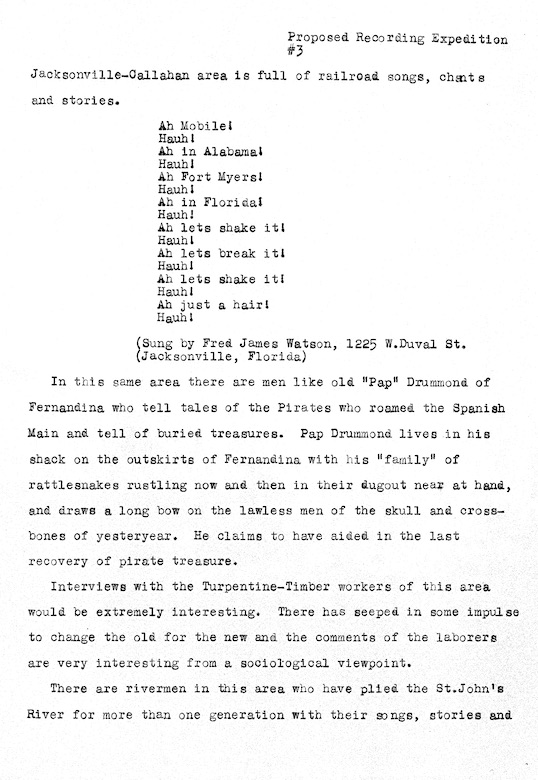 Proposed Recording Expedition
#3
Jacksonville-Callahan area is full of railroad songs, chants
and stories.
Ah Mobile!
Hauh!
Ah in Alabama!
Hauh!
Ah Fort Myers!
Hauh!
Ah in Florida!
Hauh!
Ah lets shake it!
Hauh!
Ah lets break it!
Hauh!
Ah lets shake it!
Hauh!
Ah just a hair!
Hauh!
(Sung by Fred James Watson, 1225 W.Duval St.
(Jacksonville, Florida)
In this same area there are men like old "Pap" Drummond of
Fernandina who tell tales of the Pirates who roamed the Spanish
Main and tell of buried treasures. Pap Drummond lives in his
shack on the outskirts of Fernandina with his "family" of
rattlesnakes rustling now and then in their dugout near at hand,
and draws a long bow on the lawless men of the skull and cross-
bones of yesteryear. He claims to have aided in the last
recovery of pirate treasure.
Interviews with the Turpentine-Timber workers of this area
would be extremely interesting. There has seeped in some impulse
to change the old for the new and the comments of the laborers
are very interesting from a sociological viewpoint.
There are rivermen in this area who have plied the St.John's
River for more than one generation with their songs, stories and